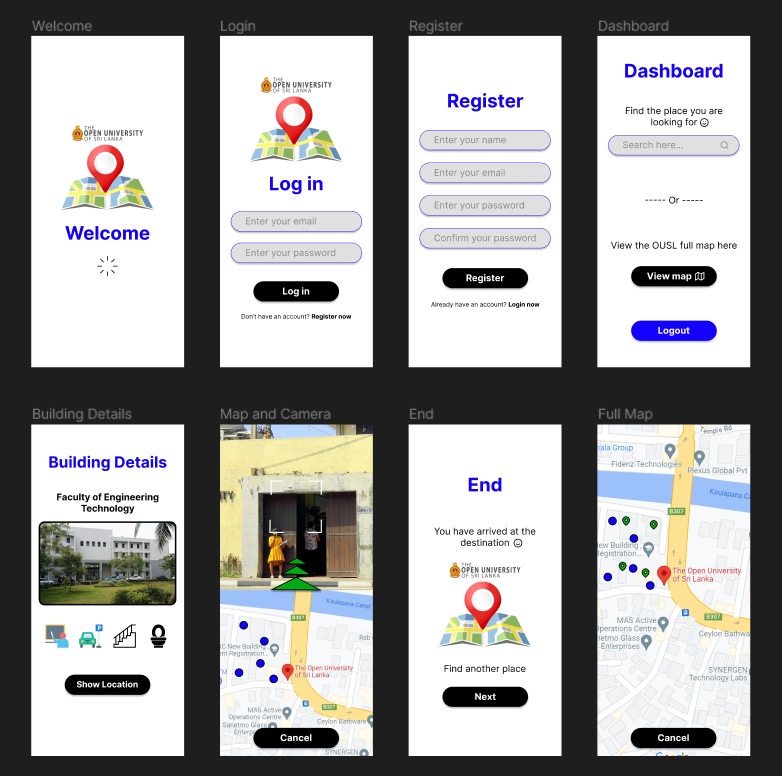 Welcome
THE
OPEN UNIVERSITY
OF SRI LANKA
Welcome
Login
THE
OPEN UNIVERSITY
OF SRI LANKA
Log in
Enter your email
Enter your password
Log in
Don't have an account? Register now
Register
Register
Enter your name
Enter your email
Enter your password
Confirm your password
Register
Already have an account? Login now
Dashboard
Dashboard
Find the place you are
looking for
Search here...
----- Or -----
View the OUSL full map here
View map
Logout
Building Details
Building Details
Faculty of Engineering
Technology
P
Show Location
Map and Camera
Kirulapana Canal
B307
Reb
C New Building
nt Registration...
The Open University
of Sri Lanka
MAS Active
Operations Centre
Sanetmo Glass
Enterprises
B307
Ceylon Bathware
SYNERGEN
Cancel
End
End
You have arrived at the
destination
THE
OPEN UNIVERSITY
OF SRI LANKA
Find another place
Next
Full Map
Temple Rd
nala Group
Fidenz Technologies
Plexus Global Pvt
Kirulapana C
B307
New Building
Registration...
The Open University
of Sri Lanka
MAS Active
Operations Centre
anetmo Glass
Enterprises
B307
Ceylon Bathwa
SYNERGEN
Technology Labs
Cancel
Google